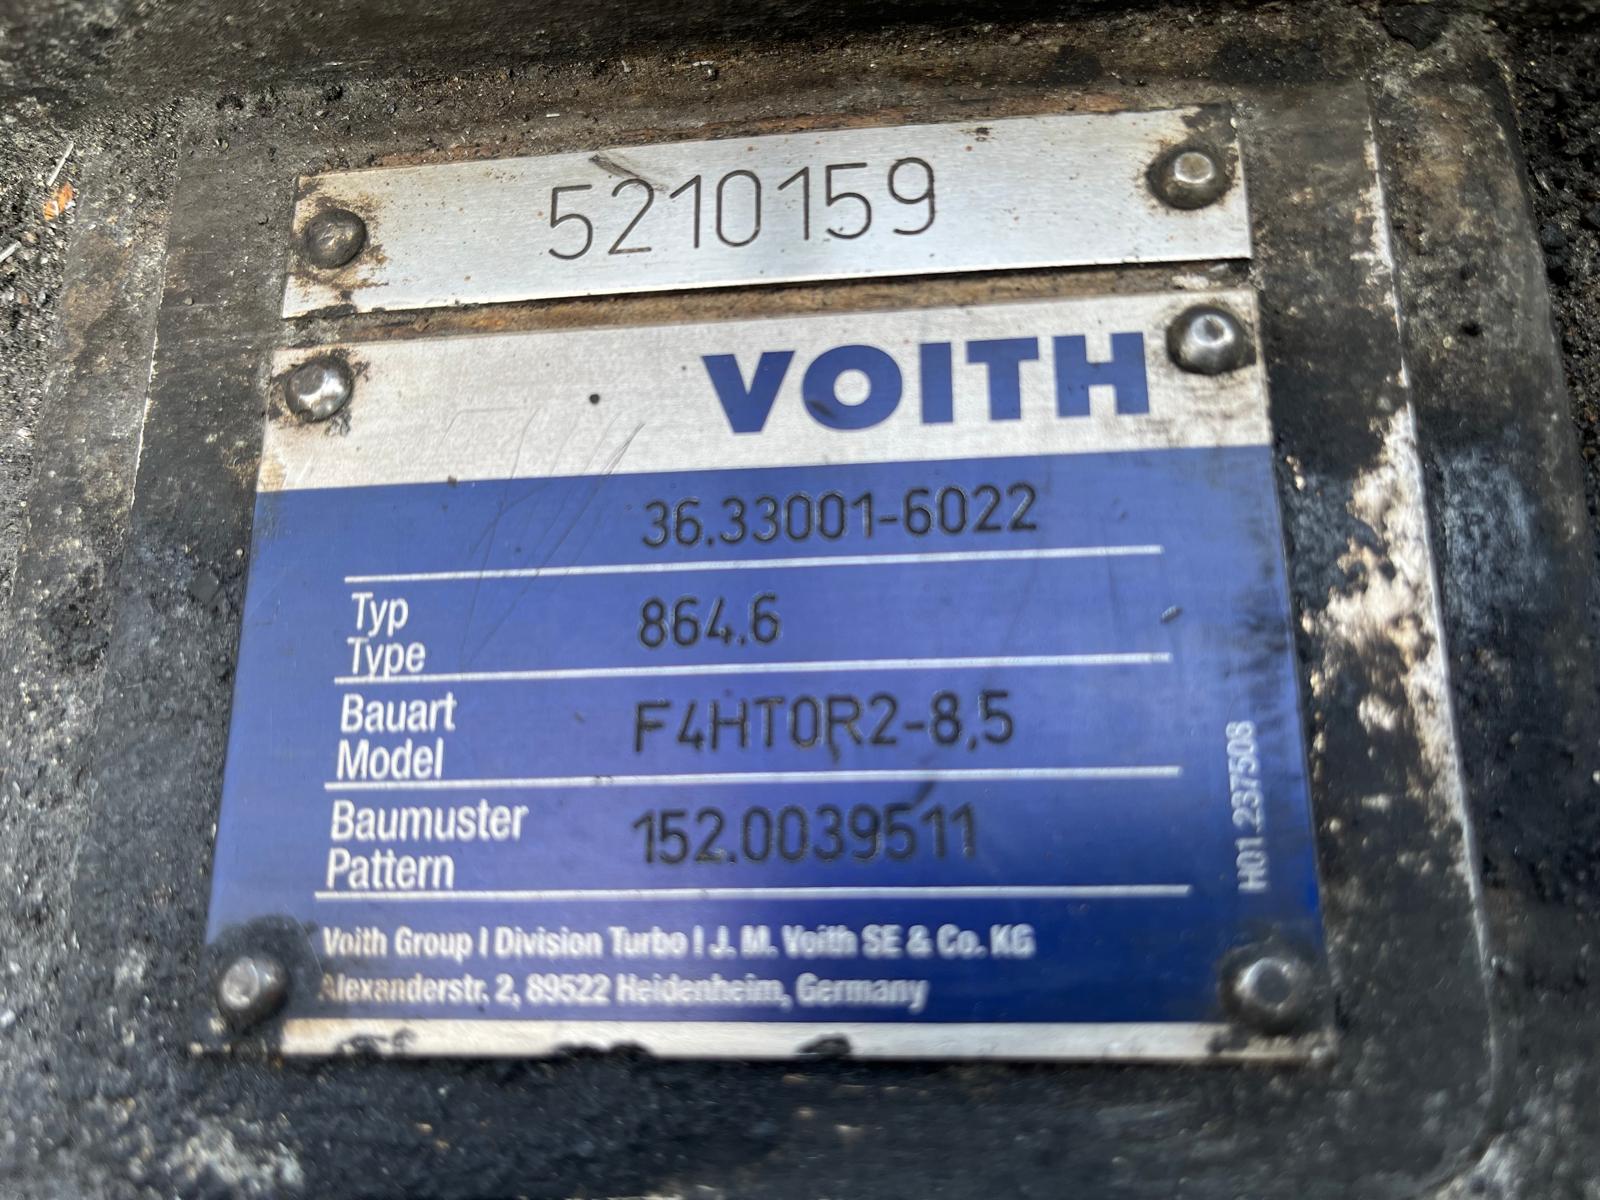 5210159
VOITH
36.33001-6022
Typ
Type
864.6
Bauart
Model
F4HT0R2-8,5
Baumuster
Pattern
152.0039511
H01.237508
Voith Group | Division Turbo | J. M. Voith SE & Co. KG
Alexanderstr. 2, 89522 Heidenheim, Germany